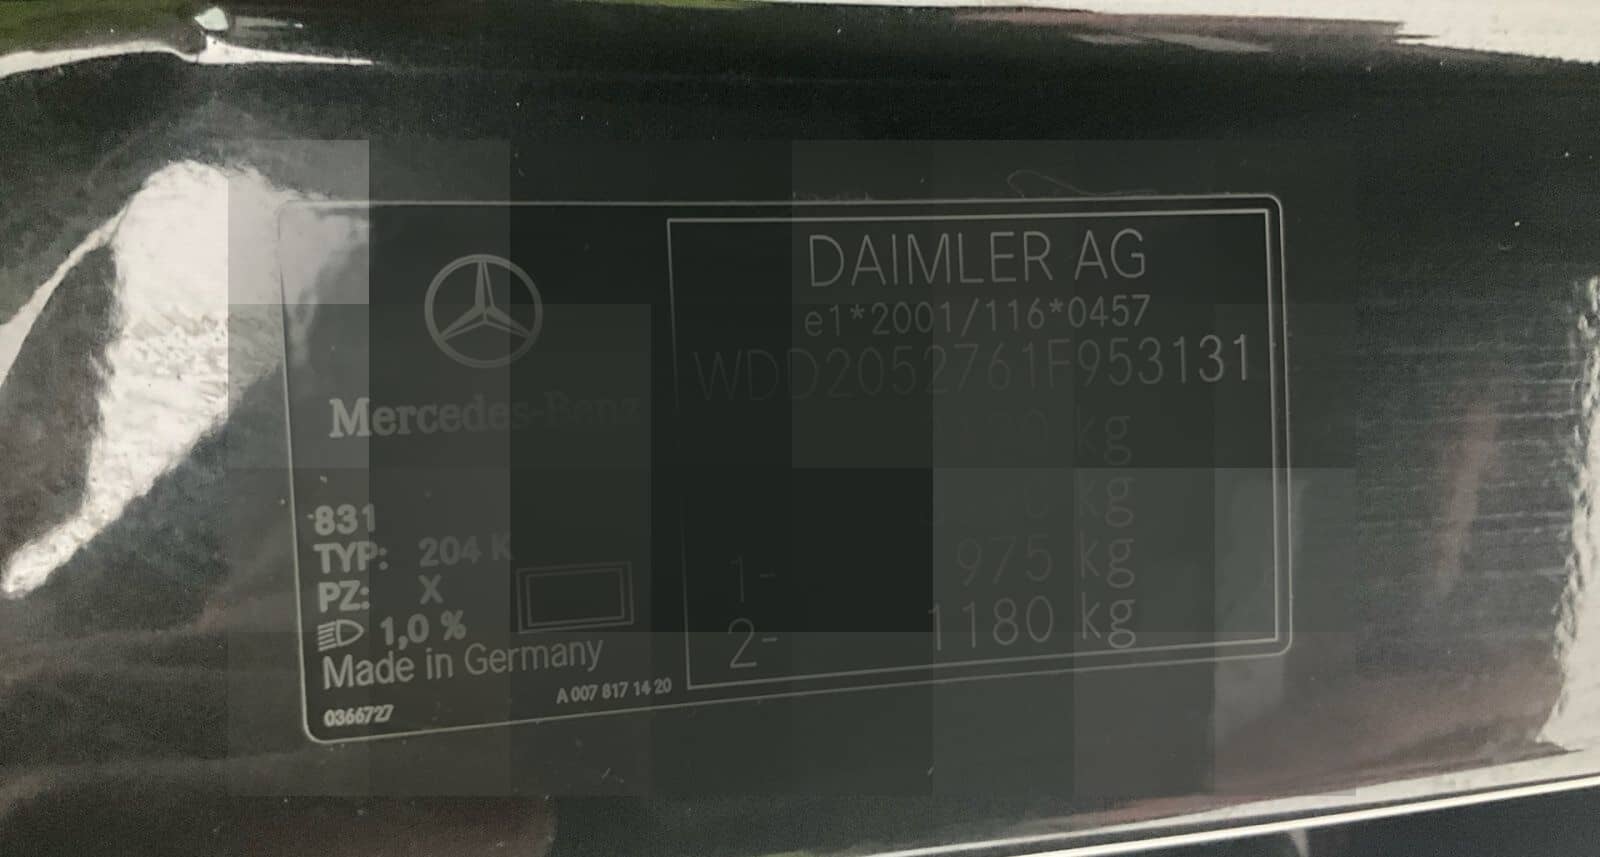 Mercedes-Benz
831
TYP: 204 K
PZ: X
1,0 %
Made in Germany
A 007 817 14 20
0366727
DAIMLER AG
e1*2001/116*0457
WDD2052761F953131
kg
kg
1- 975 kg
2- 1180 kg